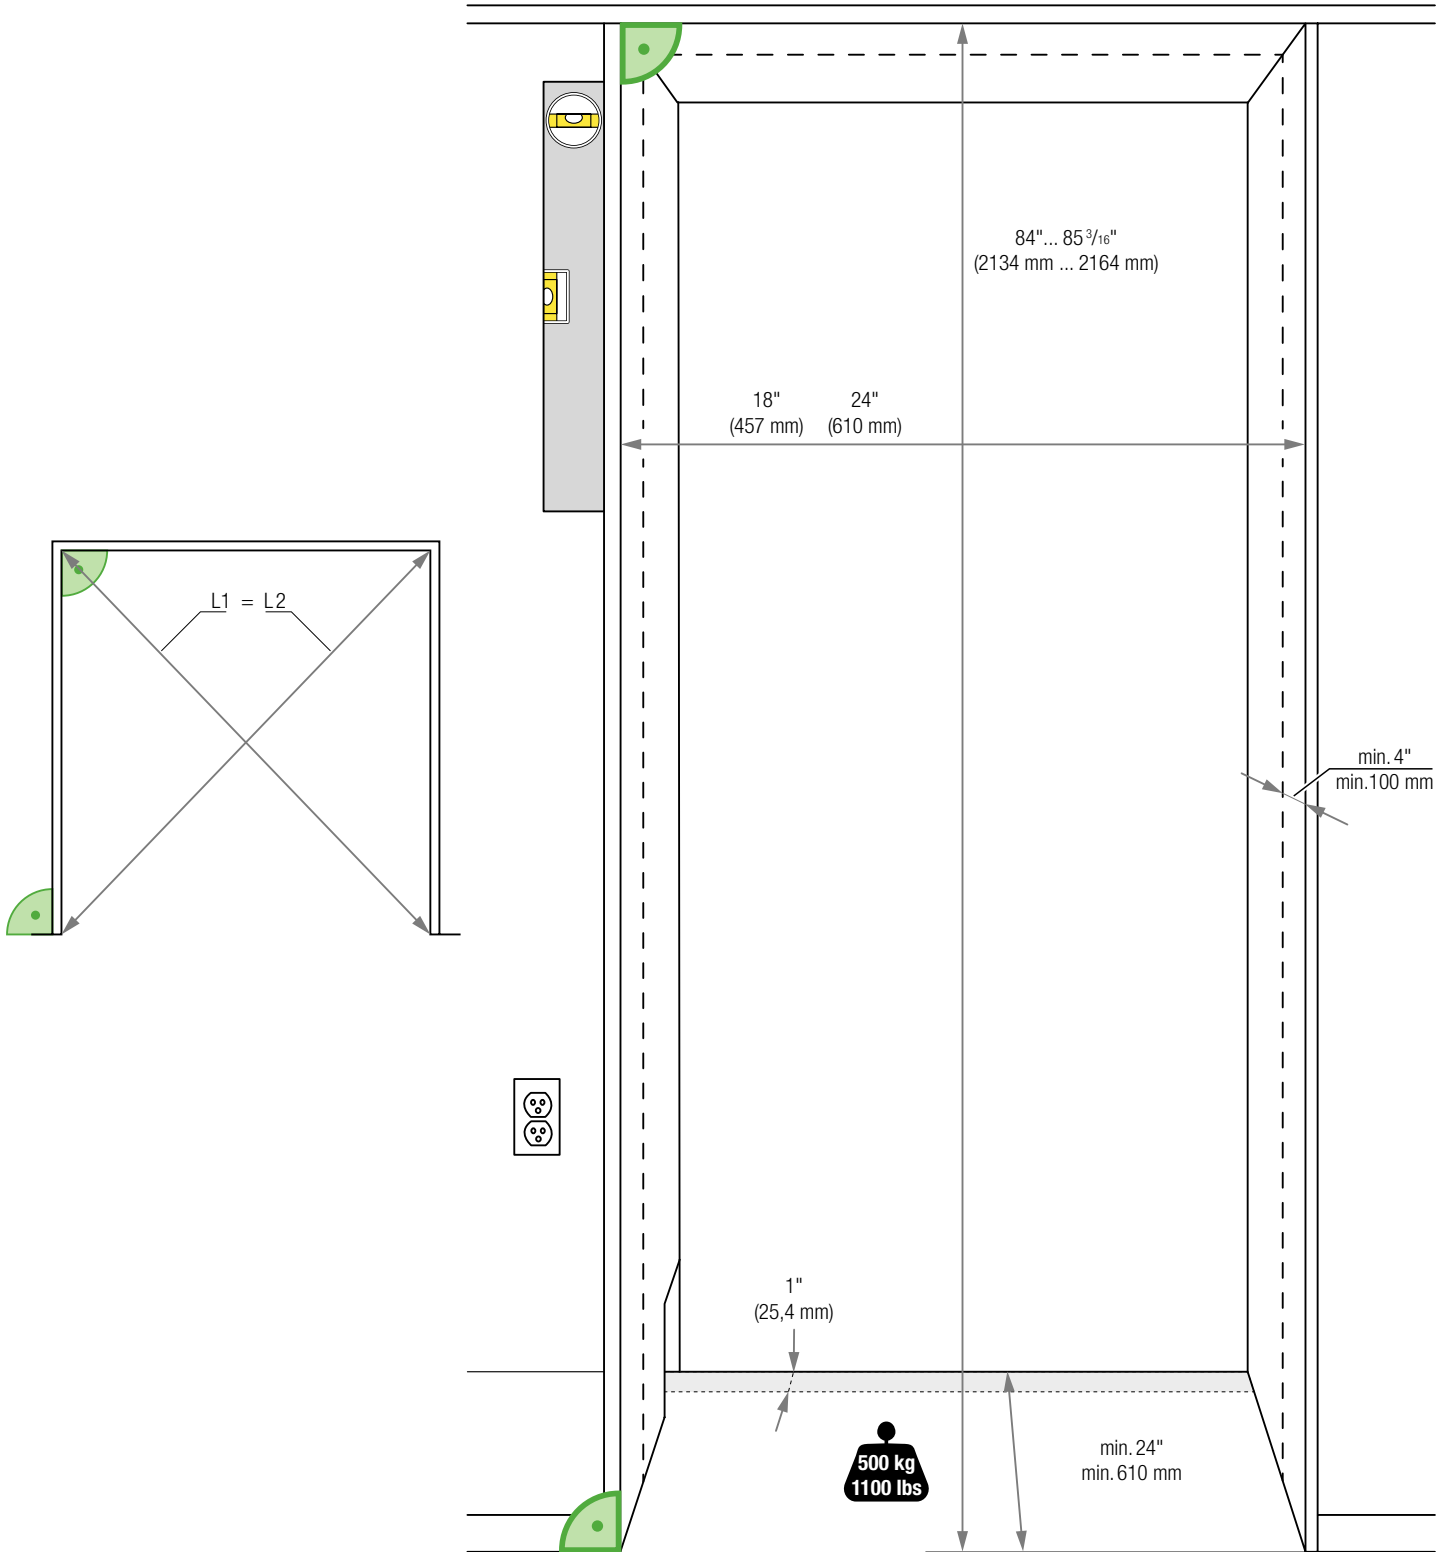 84"... 85 3/16"
(2134 mm ... 2164 mm)
18" 24"
(457 mm) (610 mm)
L1 = L2
min. 4"
min.100 mm
1"
(25,4 mm)
500 kg
1100 lbs
min. 24"
min. 610 mm